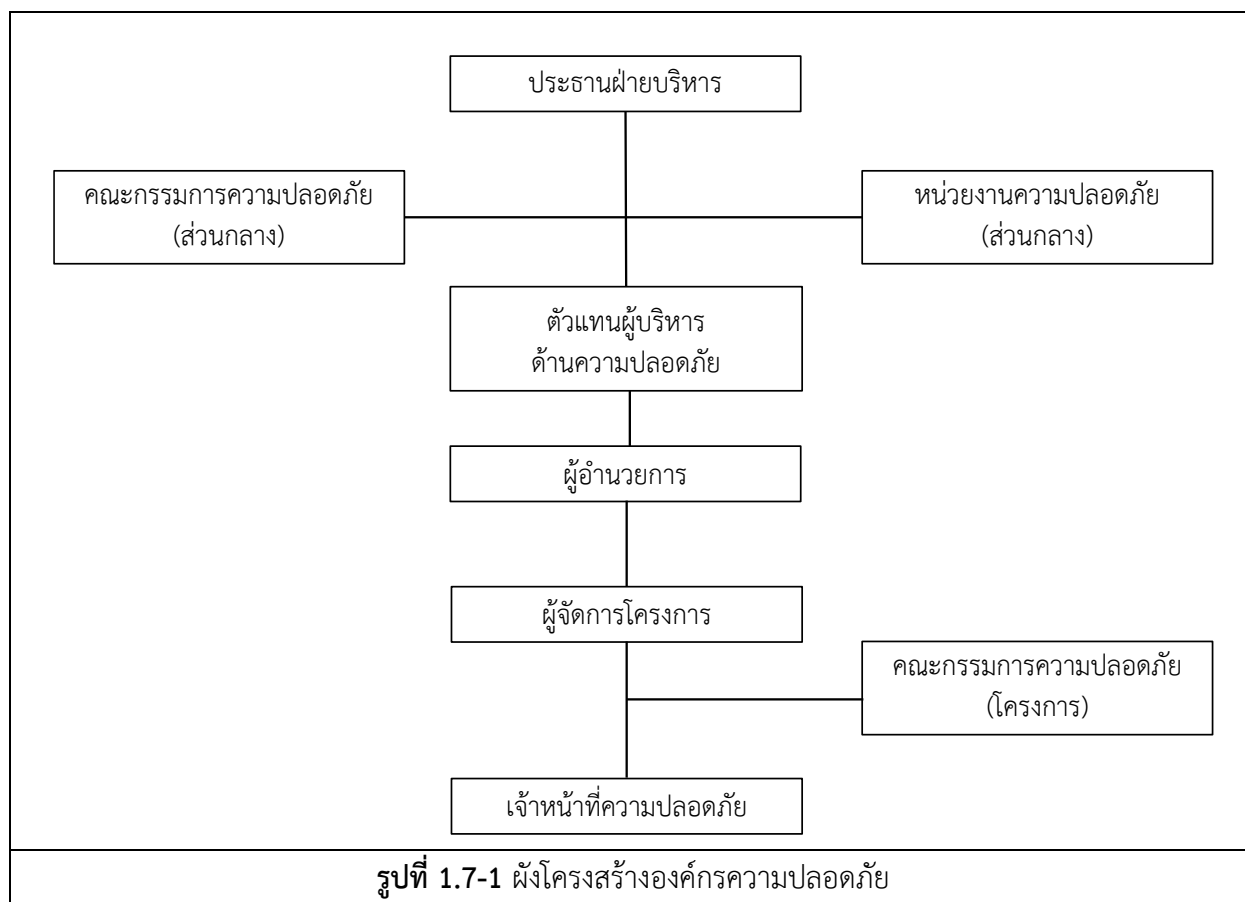 ประธานฝ่ายบริหาร
คณะกรรมการความปลอดภัย
(ส่วนกลาง)
หน่วยงานความปลอดภัย
(ส่วนกลาง)
ตัวแทนผู้บริหาร
ด้านความปลอดภัย
ผู้อำนวยการ
ผู้จัดการโครงการ
คณะกรรมการความปลอดภัย
(โครงการ)
เจ้าหน้าที่ความปลอดภัย
รูปที่ 1.7-1 ผังโครงสร้างองค์กรความปลอดภัย